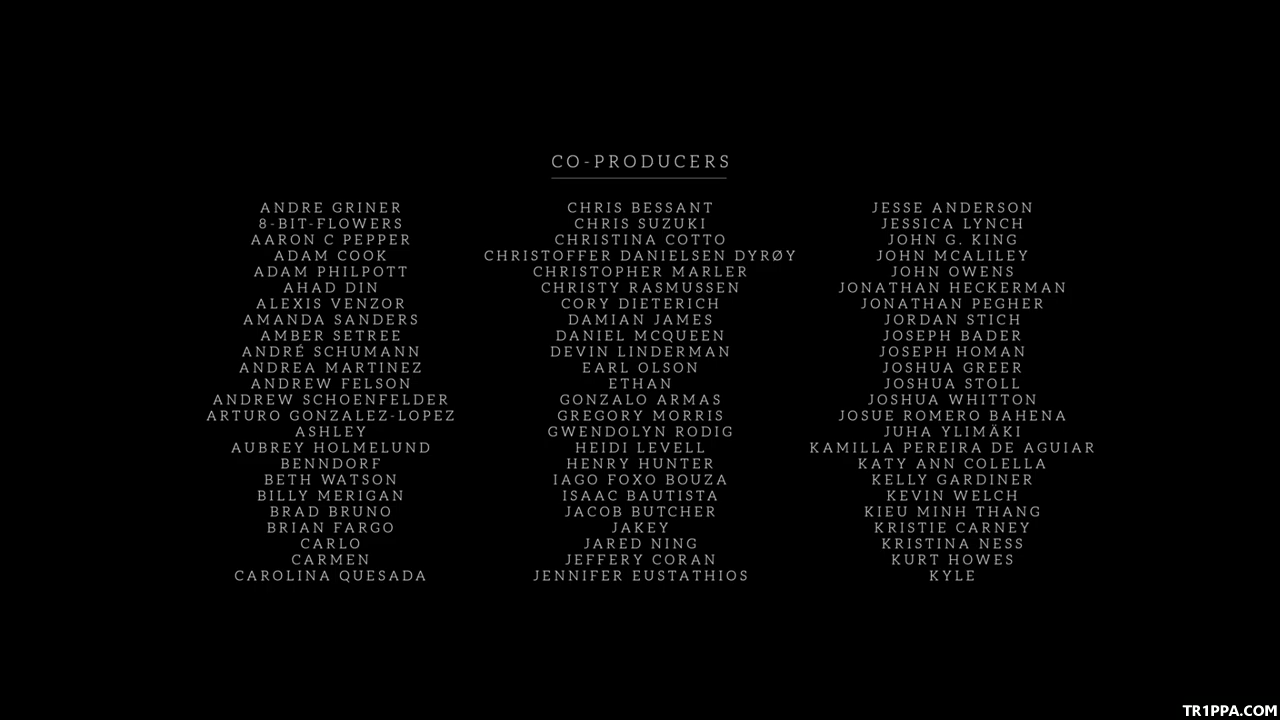 CO-PRODUCERS
ANDRE GRINER
8-BIT-FLOWERS
AARON C PEPPER
ADAM COOK
ADAM PHILPOTT
AHAD DIN
ALEXIS VENZOR
AMANDA SANDERS
AMBER SETREE
ANDRÉ SCHUMANN
ANDREA MARTINEZ
ANDREW FELSON
ANDREW SCHOENFELDER
ARTURO GONZALEZ-LOPEZ
ASHLEY
AUBREY HOLMELUND
BENNDORF
BETH WATSON
BILLY MERIGAN
BRAD BRUNO
BRIAN FARGO
CARLO
CARMEN
CAROLINA QUESADA
CHRIS BESSANT
CHRIS SUZUKI
CHRISTINA COTTO
CHRISTOFFER DANIELSEN DYRØY
CHRISTOPHER MARLER
CHRISTY RASMUSSEN
CORY DIETERICH
DAMIAN JAMES
DANIEL MCQUEEN
DEVIN LINDERMAN
EARL OLSON
ETHAN
GONZALO ARMAS
GREGORY MORRIS
GWENDOLYN RODIG
HEIDI LEVELL
HENRY HUNTER
IAGO FOXO BOUZA
ISAAC BAUTISTA
JACOB BUTCHER
JAKEY
JARED NING
JEFFERY CORAN
JENNIFER EUSTATHIOS
JESSE ANDERSON
JESSICA LYNCH
JOHN G. KING
JOHN MCALILEY
JOHN OWENS
JONATHAN HECKERMAN
JONATHAN PEGHER
JORDAN STICH
JOSEPH BADER
JOSEPH HOMAN
JOSHUA GREER
JOSHUA STOLL
JOSHUA WHITTON
JOSUE ROMERO BAHENA
JUHA YLIMÄKI
KAMILLA PEREIRA DE AGUIAR
KATY ANN COLELLA
KELLY GARDINER
KEVIN WELCH
KIEU MINH THANG
KRISTIE CARNEY
KRISTINA NESS
KURT HOWES
KYLE
TR1PPA.COM